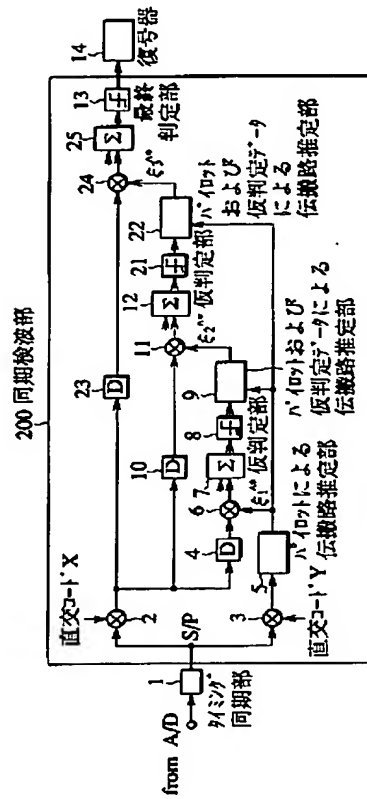 200 同期検波部
from A/D
1
タイミング
同期部
S/P
直交コードX
2
3
直交コードY
4
D
5
パイロットによる
伝搬路推定部
6
ξ1
7
Σ
8
仮判定部
9
パイロットおよび
仮判定データによる
伝搬路推定部
10
D
11
ξ2
12
Σ
21
仮判定部
22
パイロット
および
仮判定データ
による
伝搬路推定部
23
D
24
ξ3
25
Σ
13
最終
判定部
14
復号器